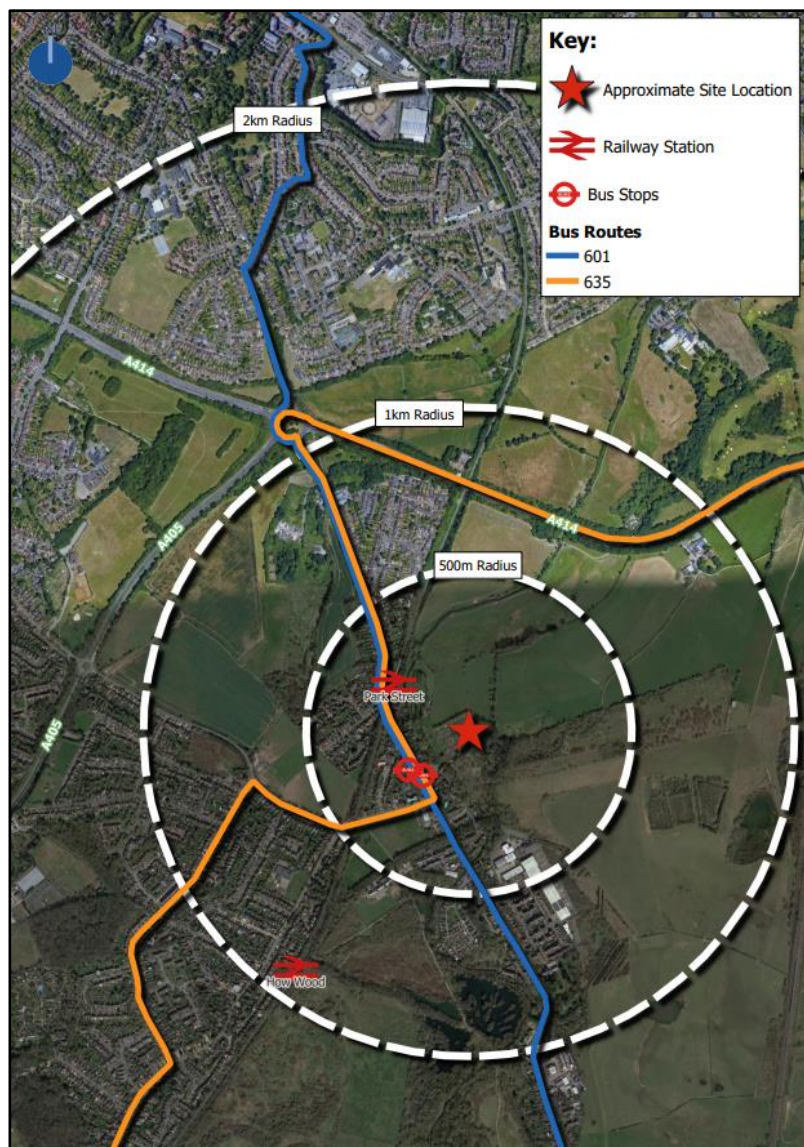 N
Key:
Approximate Site Location
Railway Station
Bus Stops
Bus Routes
601
635
2km Radius
A414
1km Radius
A405
A414
500m Radius
Park Street
A405
How Wood